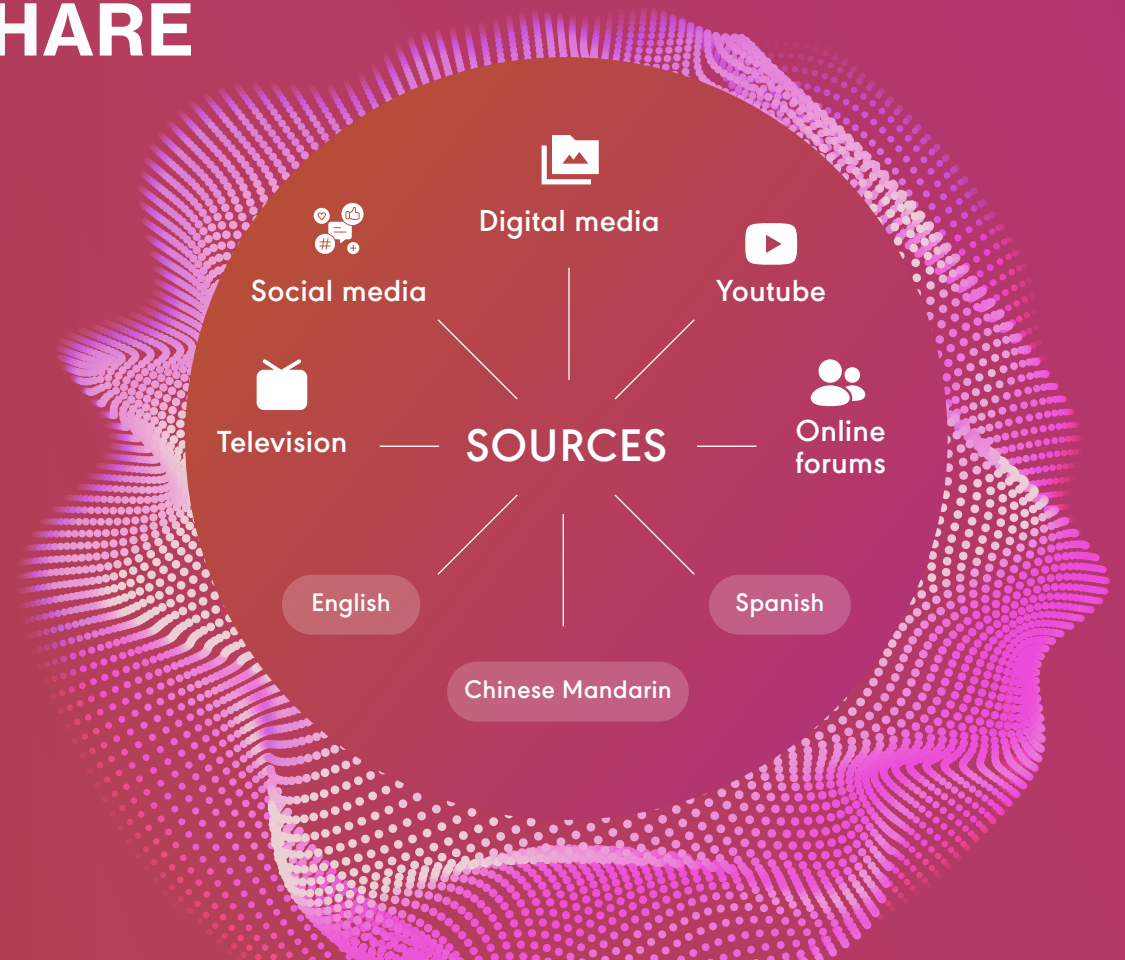 HARE
Digital media
Social media
Youtube
Television
SOURCES
Online
forums
English
Spanish
Chinese Mandarin